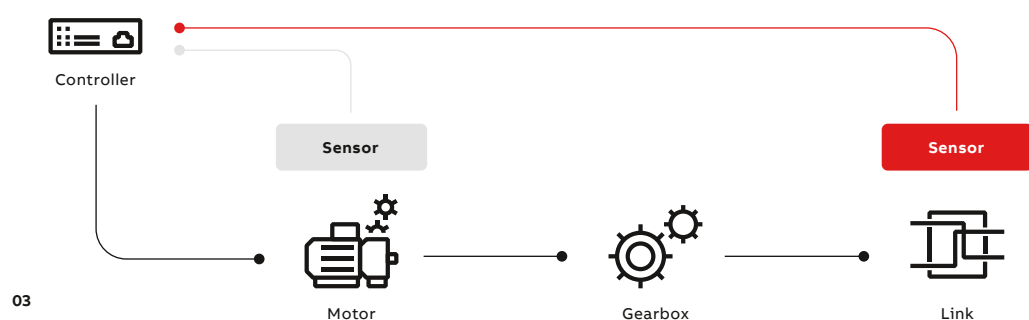 Controller
Sensor
Sensor
03
Motor
Gearbox
Link